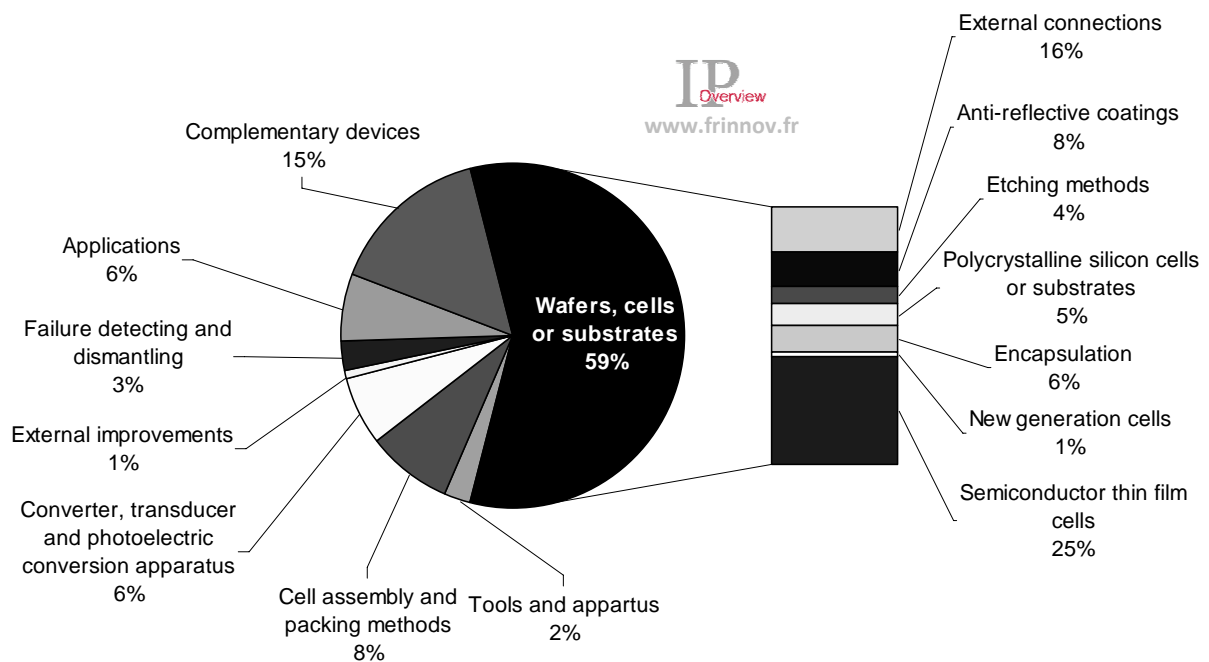 External connections
16%
IP
Overview
www.frinnov.fr
Anti-reflective coatings
8%
Complementary devices
15%
Etching methods
4%
Applications
6%
Polycrystalline silicon cells
or substrates
5%
Wafers, cells
or substrates
59%
Failure detecting and
dismantling
3%
Encapsulation
6%
External improvements
1%
New generation cells
1%
Semiconductor thin film
cells
25%
Converter, transducer
and photoelectric
conversion apparatus
6%
Cell assembly and
packing methods
8%
Tools and appartus
2%